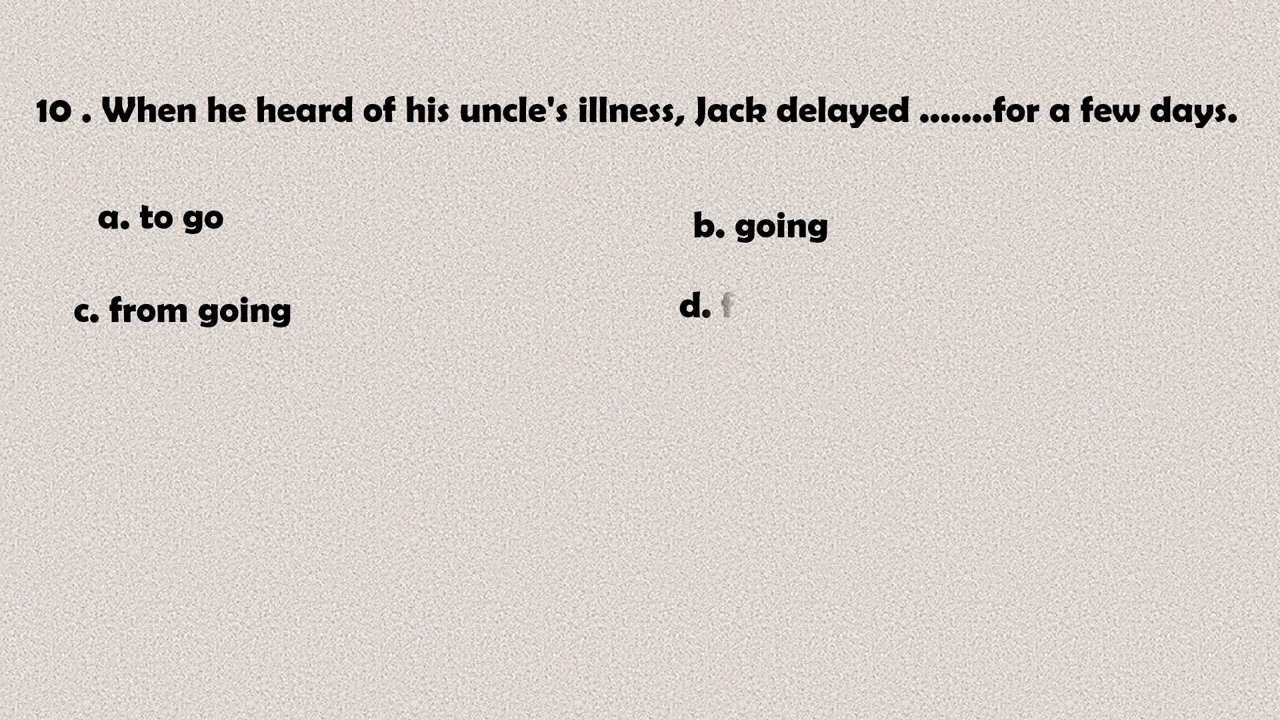 10 . When he heard of his uncle's illness, Jack delayed .......for a few days.
a. to go
b. going
c. from going
d. f